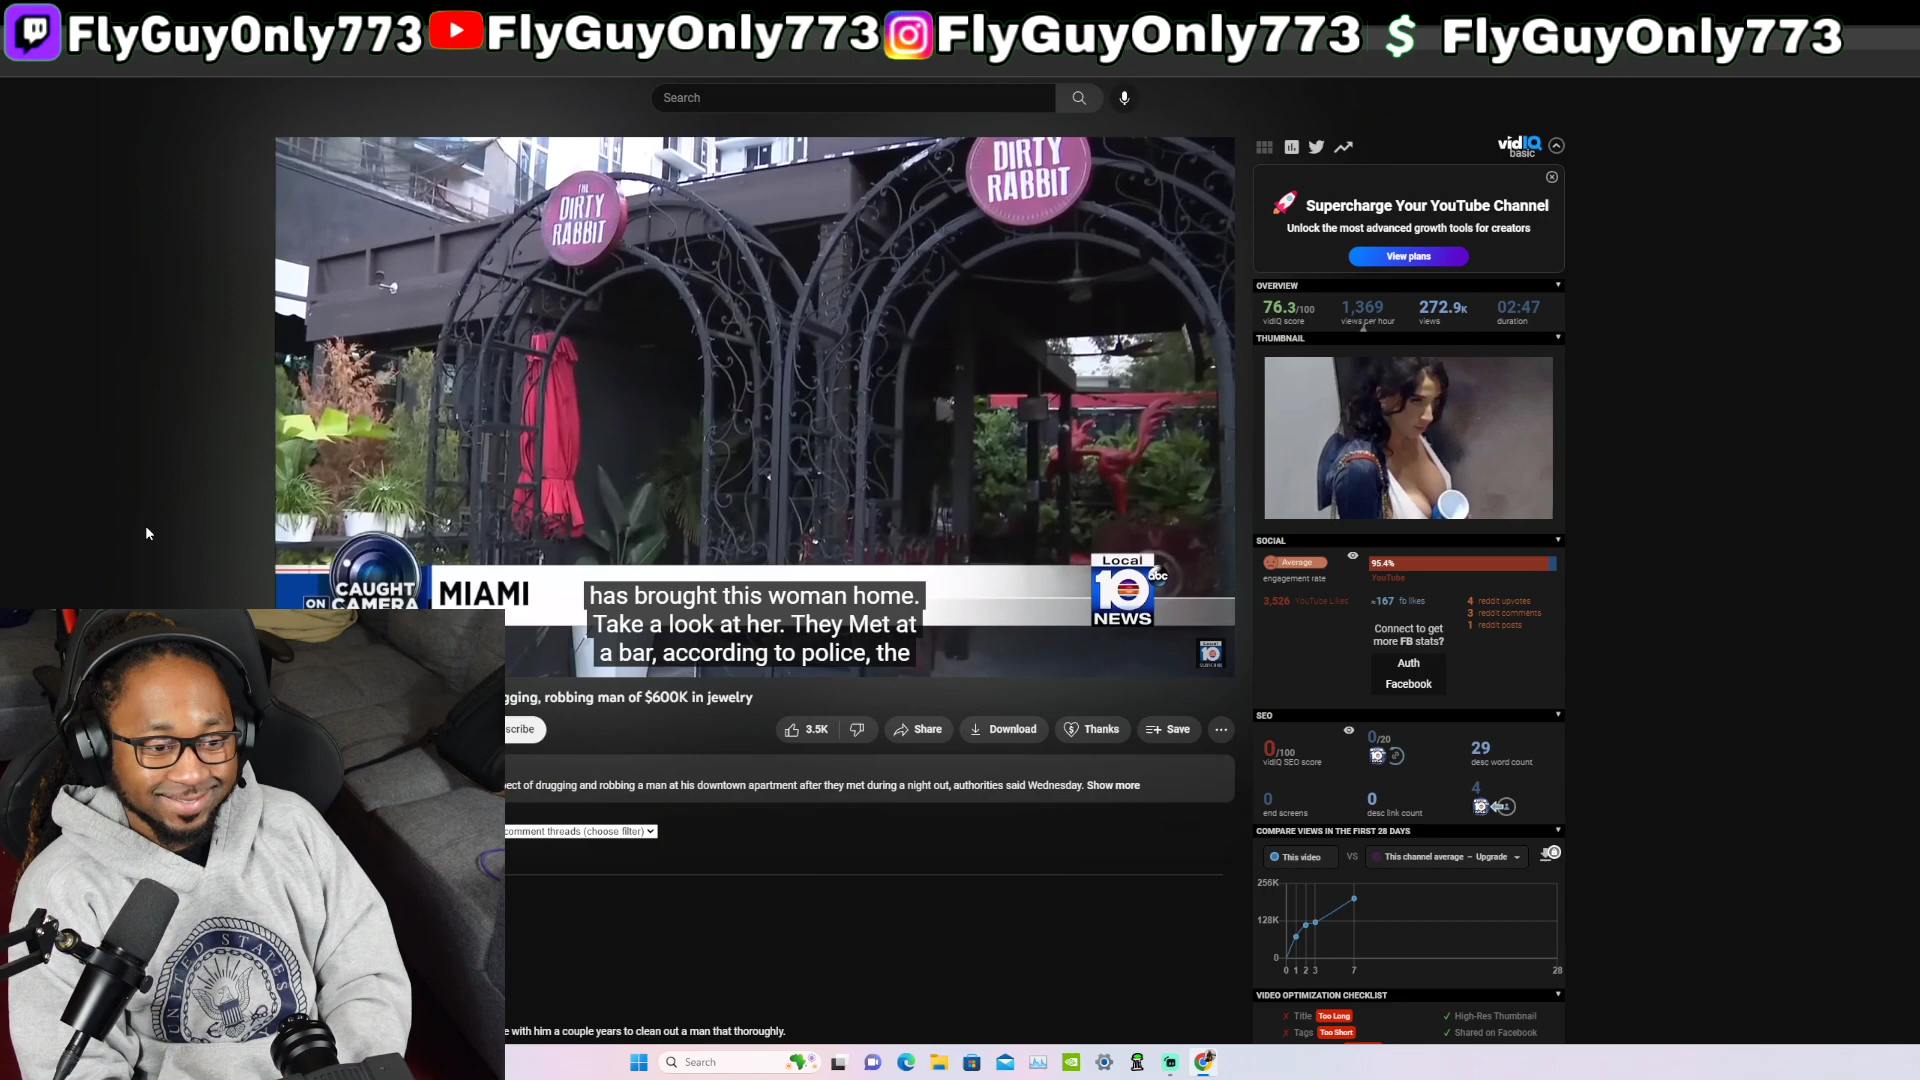 FlyGuyOnly773 FlyGuyOnly773 FlyGuyOnly773 $ FlyGuyOnly773
Search
THE DIRTY RABBIT
DIRTY RABBIT
CAUGHT ON CAMERA
MIAMI
has brought this woman home.
Take a look at her. They Met at
a bar, according to police, the
Local 10 abc NEWS
10
gging, robbing man of $600K in jewelry
scribe
3.5K Share Download Thanks Save
pect of drugging and robbing a man at his downtown apartment after they met during a night out, authorities said Wednesday. Show more
comment threads (choose filter)
e with him a couple years to clean out a man that thoroughly.
UNITED STATES
vidIQ
basic
Supercharge Your YouTube Channel
Unlock the most advanced growth tools for creators
View plans
OVERVIEW
76.3/100 1,369 272.9K 02:47
vidIQ score views per hour views duration
THUMBNAIL
SOCIAL
Average 95.4%
engagement rate YouTube
3,526 YouTube Likes ≈167 fb likes 4 reddit upvotes
3 reddit comments
1 reddit posts
Connect to get
more FB stats?
Auth
Facebook
SEO
0/100 0/20 29
vidIQ SEO score desc word count
0 0 4
end screens desc link count
COMPARE VIEWS IN THE FIRST 28 DAYS
This video VS This channel average – Upgrade
256K
128K
0
0 1 2 3 7 28
VIDEO OPTIMIZATION CHECKLIST
Title Too Long High-Res Thumbnail
Tags Too Short Shared on Facebook
Search